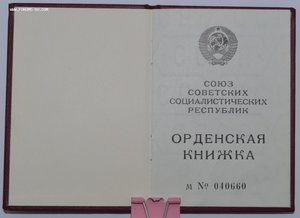 СОЮЗ
СОВЕТСКИХ
СОЦИАЛИСТИЧЕСКИХ
РЕСПУБЛИК
ОРДЕНСКАЯ
КНИЖКА
М № 040660